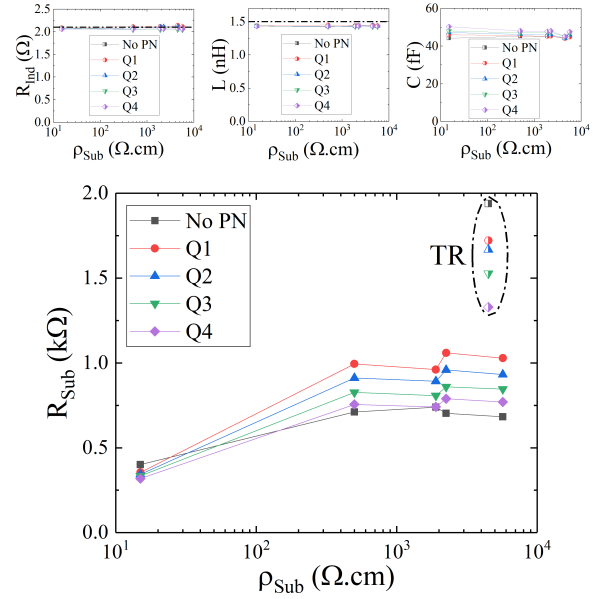 2.5
2.0
1.5
1.0
0.5
0.0
R_Ind (Ω)
No PN
Q1
Q2
Q3
Q4
10^1 10^2 10^3 10^4
ρ_Sub (Ω.cm)
1.5
1.0
0.5
0.0
L (nH)
No PN
Q1
Q2
Q3
Q4
10^1 10^2 10^3 10^4
ρ_Sub (Ω.cm)
60
40
20
0
C (fF)
No PN
Q1
Q2
Q3
Q4
10^1 10^2 10^3 10^4
ρ_Sub (Ω.cm)
2.0
1.5
1.0
0.5
0.0
R_Sub (kΩ)
No PN
Q1
Q2
Q3
Q4
TR
10^1 10^2 10^3 10^4
ρ_Sub (Ω.cm)